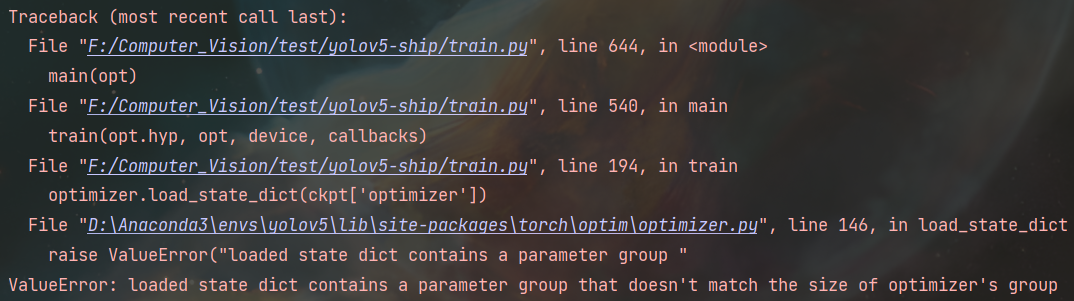 Traceback (most recent call last):
  File "F:/Computer_Vision/test/yolov5-ship/train.py", line 644, in <module>
    main(opt)
  File "F:/Computer_Vision/test/yolov5-ship/train.py", line 540, in main
    train(opt.hyp, opt, device, callbacks)
  File "F:/Computer_Vision/test/yolov5-ship/train.py", line 194, in train
    optimizer.load_state_dict(ckpt['optimizer'])
  File "D:\Anaconda3\envs\yolov5\lib\site-packages\torch\optim\optimizer.py", line 146, in load_state_dict
    raise ValueError("loaded state dict contains a parameter group "
ValueError: loaded state dict contains a parameter group that doesn't match the size of optimizer's group